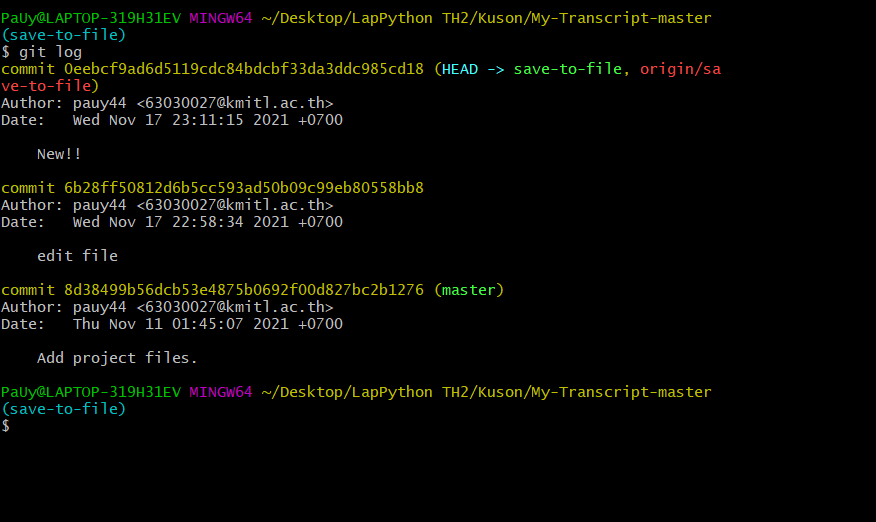 PaUy@LAPTOP-319H31EV MINGW64 ~/Desktop/LapPython TH2/Kuson/My-Transcript-master
(save-to-file)
$ git log
commit 0eebcf9ad6d5119cdc84bdcbf33da3ddc985cd18 (HEAD -> save-to-file, origin/sa
ve-to-file)
Author: pauy44 <63030027@kmitl.ac.th>
Date:   Wed Nov 17 23:11:15 2021 +0700
    New!!
commit 6b28ff50812d6b5cc593ad50b09c99eb80558bb8
Author: pauy44 <63030027@kmitl.ac.th>
Date:   Wed Nov 17 22:58:34 2021 +0700
    edit file
commit 8d38499b56dcb53e4875b0692f00d827bc2b1276 (master)
Author: pauy44 <63030027@kmitl.ac.th>
Date:   Thu Nov 11 01:45:07 2021 +0700
    Add project files.
PaUy@LAPTOP-319H31EV MINGW64 ~/Desktop/LapPython TH2/Kuson/My-Transcript-master
(save-to-file)
$